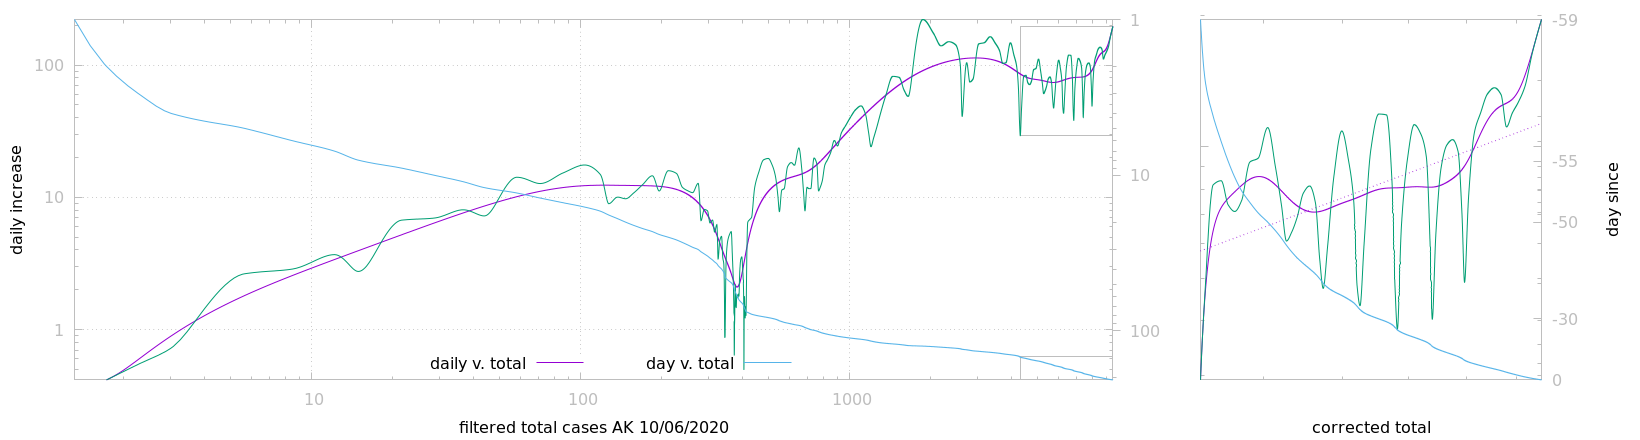 1
-59
100
daily increase
10
10
-55
-50
day since
1
100
-30
daily v. total
day v. total
0
10
100
1000
filtered total cases AK 10/06/2020
corrected total